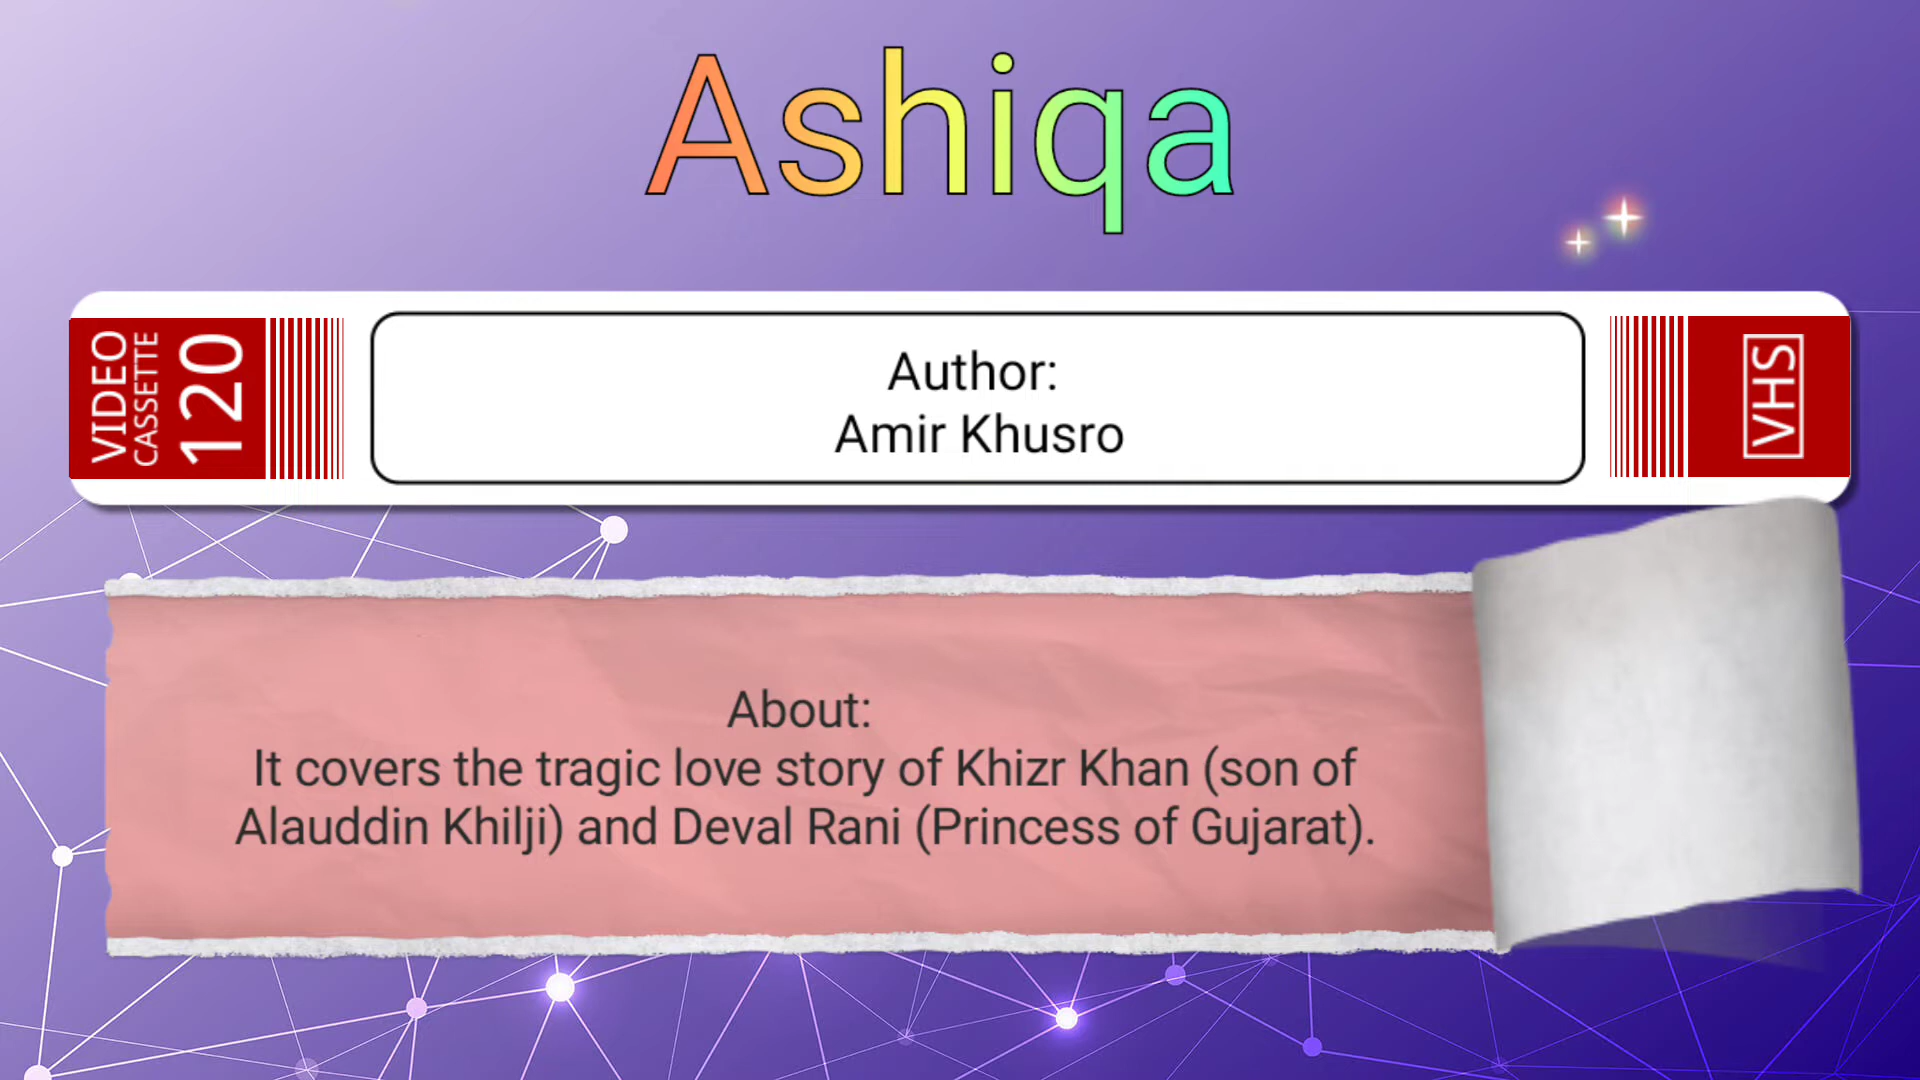 Ashiqa
VIDEO
CASSETTE
120
Author:
Amir Khusro
VHS
About:
It covers the tragic love story of Khizr Khan (son of
Alauddin Khilji) and Deval Rani (Princess of Gujarat).